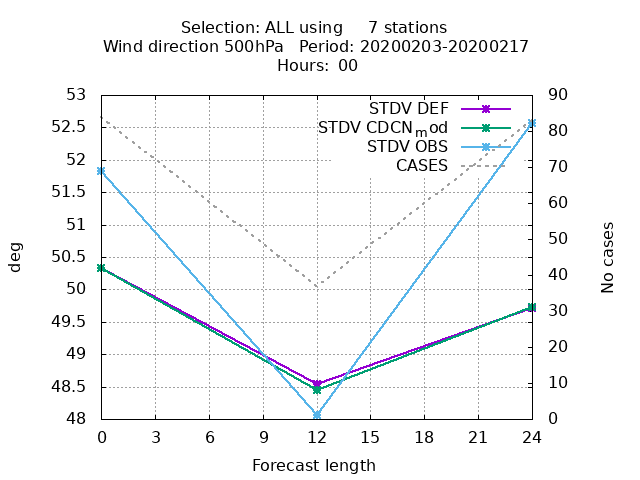 Selection: ALL using     7 stations
Wind direction 500hPa   Period: 20200203-20200217
Hours:  00
STDV DEF
STDV CDCN_mod
STDV OBS
CASES
53
52.5
52
51.5
51
50.5
50
49.5
49
48.5
48
90
80
70
60
50
40
30
20
10
0
deg
No cases
0 3 6 9 12 15 18 21 24
Forecast length